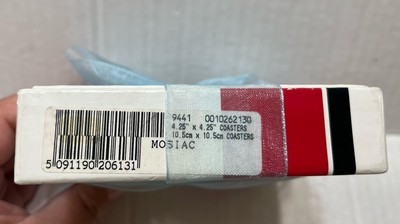 9441 0010262130
4.25" x 4.25" COASTERS
10.5cm x 10.5cm COASTERS
MOSIAC
5 091190 206131